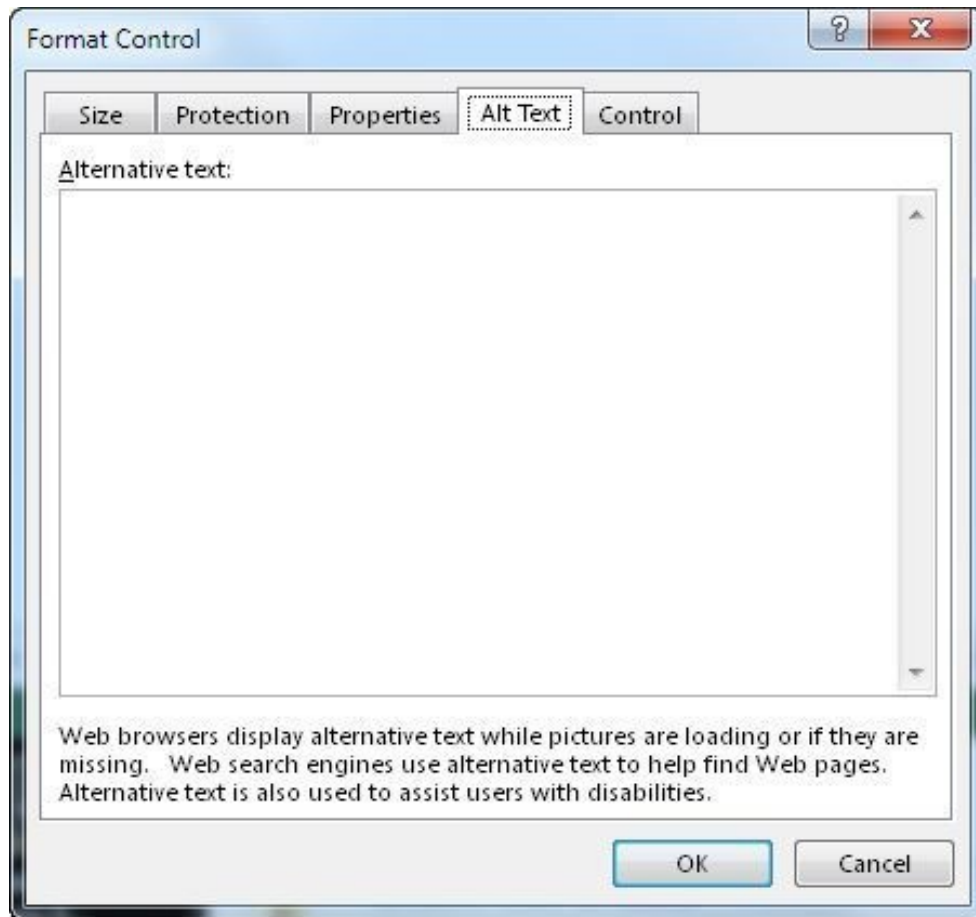 Format Control
?
X
Size Protection Properties Alt Text Control
Alternative text:
Web browsers display alternative text while pictures are loading or if they are
missing.   Web search engines use alternative text to help find Web pages.
Alternative text is also used to assist users with disabilities.
OK Cancel